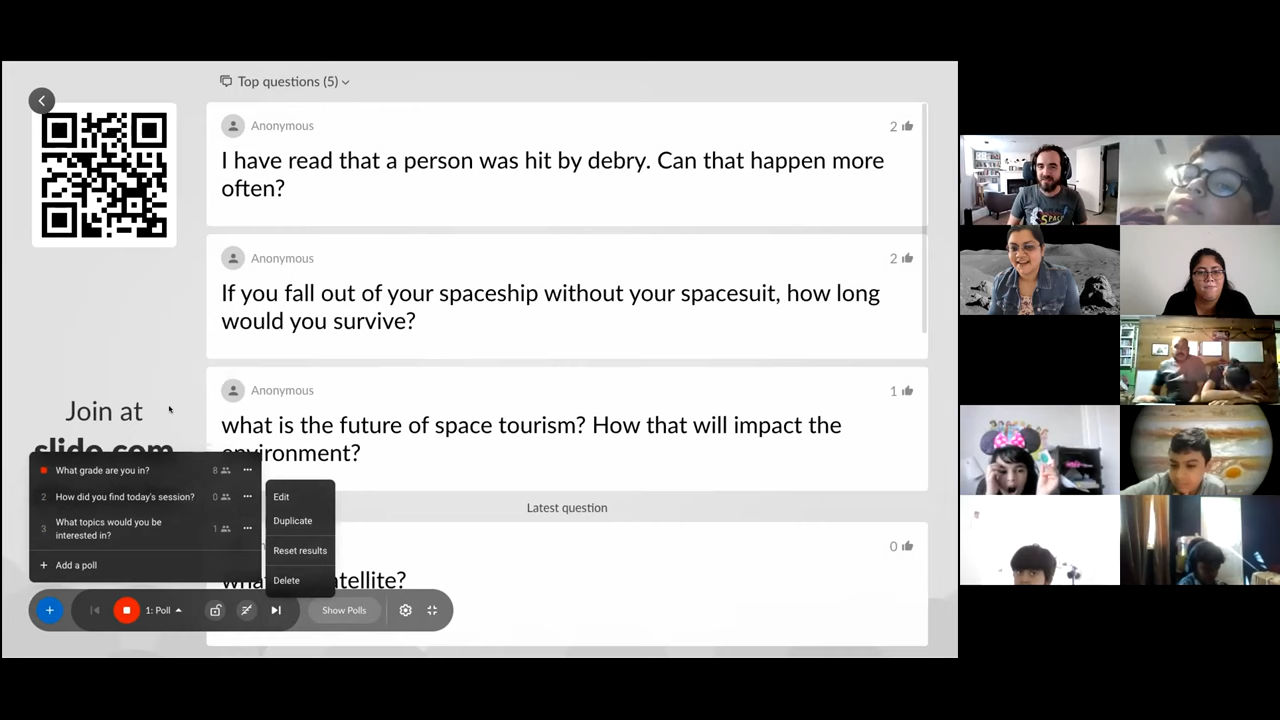 Top questions (5)
Anonymous
2
I have read that a person was hit by debry. Can that happen more
often?
Anonymous
2
If you fall out of your spaceship without your spacesuit, how long
would you survive?
Anonymous
1
what is the future of space tourism? How that will impact the
environment?
Latest question
0
Join at
slido.com
What grade are you in? 8
2 How did you find today's session? 0
3 What topics would you be
interested in? 1
+ Add a poll
Edit
Duplicate
Reset results
Delete
1: Poll
Show Polls
SPACE